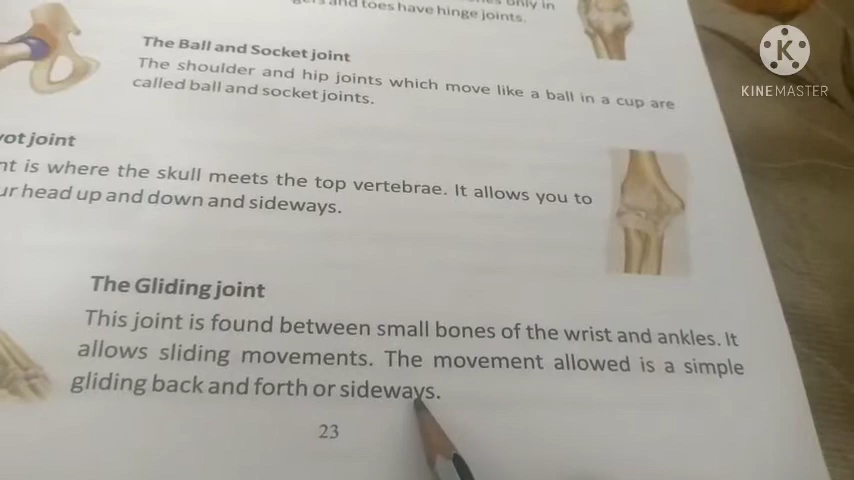 and toes have hinge joints.
only in
The Ball and Socket joint
The shoulder and hip joints which move like a ball in a cup are
called ball and socket joints.
joint
is where the skull meets the top vertebrae. It allows you to
head up and down and sideways.
The Gliding joint
This joint is found between small bones of the wrist and ankles. It
allows sliding movements. The movement allowed is a simple
gliding back and forth or sideways.
23
K
KINEMASTER